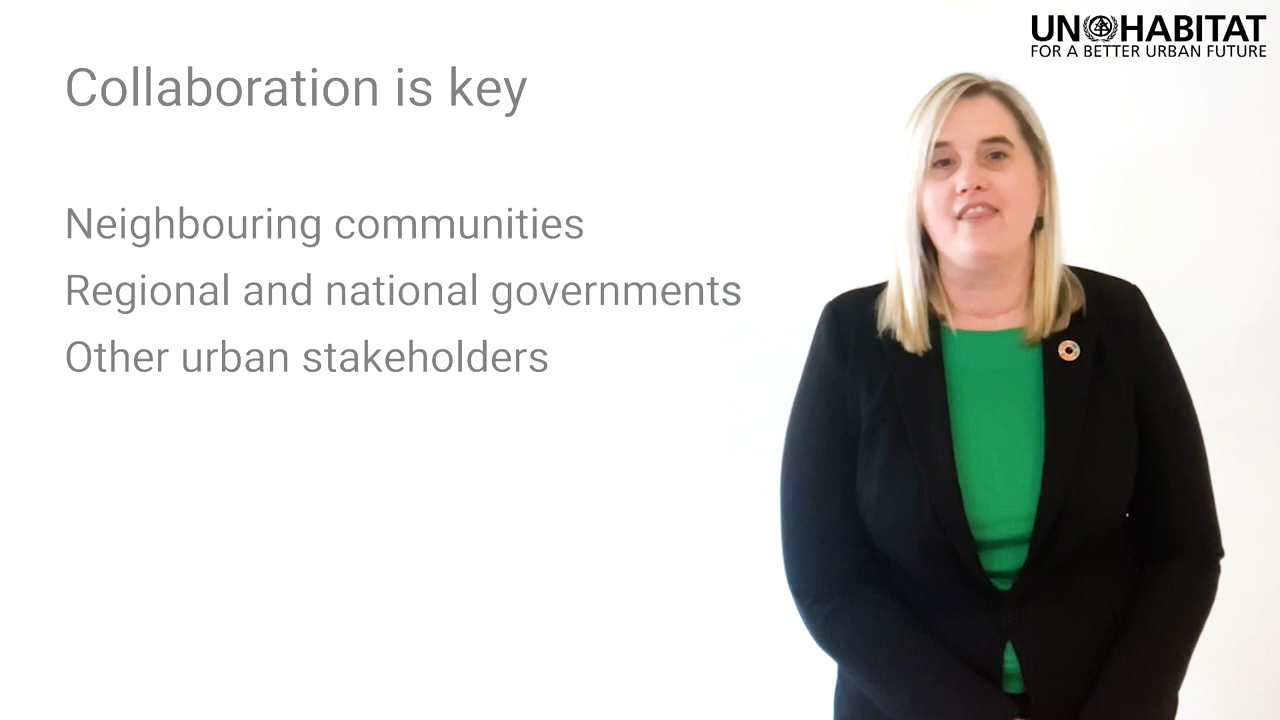 UN HABITAT
FOR A BETTER URBAN FUTURE
Collaboration is key
Neighbouring communities
Regional and national governments
Other urban stakeholders